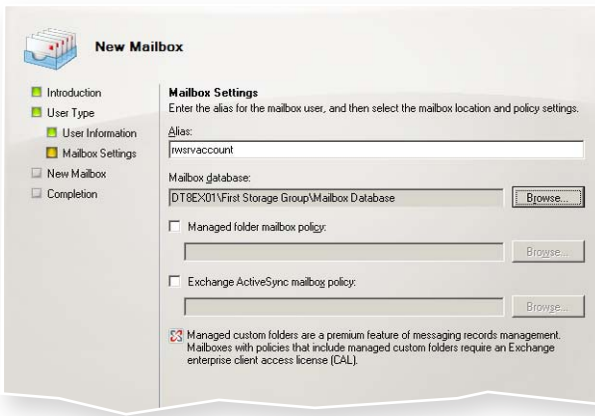 New Mailbox
Introduction
User Type
User Information
Mailbox Settings
New Mailbox
Completion
Mailbox Settings
Enter the alias for the mailbox user, and then select the mailbox location and policy settings.
Alias:
rwsrvaccount
Mailbox database:
DT8EX01\First Storage Group\Mailbox Database
Browse...
Managed folder mailbox policy:
Browse...
Exchange ActiveSync mailbox policy:
Browse...
Managed custom folders are a premium feature of messaging records management.
Mailboxes with policies that include managed custom folders require an Exchange
enterprise client access license (CAL).